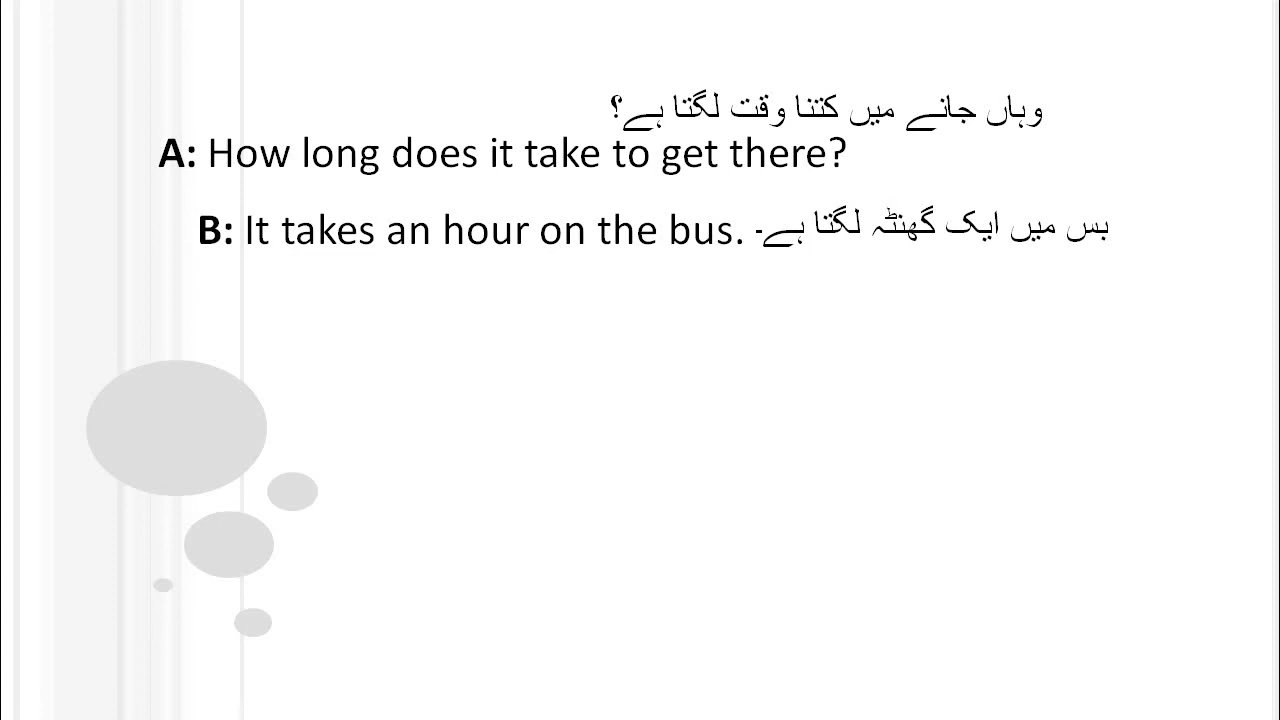 وہاں جانے میں کتنا وقت لگتا ہے؟
A: How long does it take to get there?
B: It takes an hour on the bus. بس میں ایک گھنٹہ لگتا ہے۔